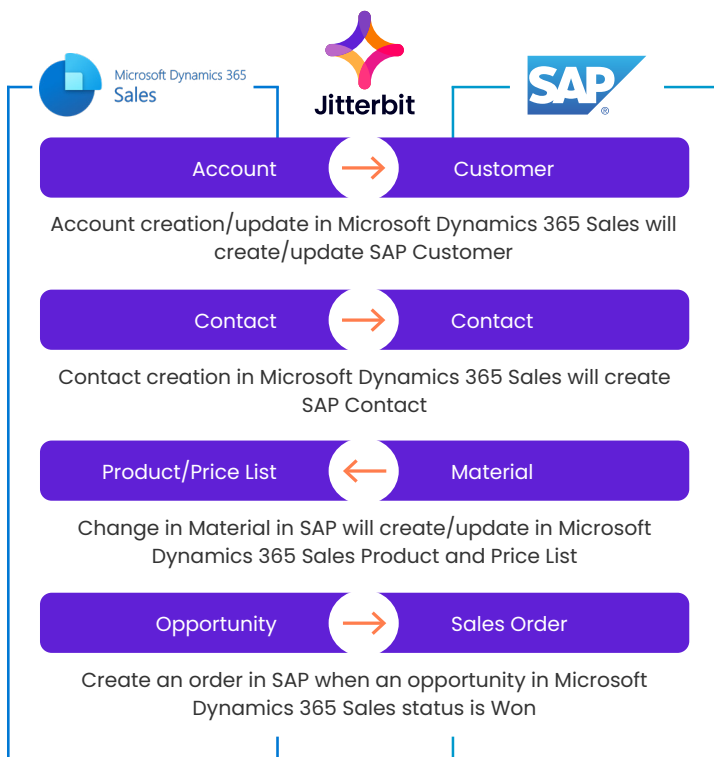 Microsoft Dynamics 365
Sales
Jitterbit
SAP
®
Account
Customer
Account creation/update in Microsoft Dynamics 365 Sales will
create/update SAP Customer
Contact
Contact
Contact creation in Microsoft Dynamics 365 Sales will create
SAP Contact
Product/Price List
Material
Change in Material in SAP will create/update in Microsoft
Dynamics 365 Sales Product and Price List
Opportunity
Sales Order
Create an order in SAP when an opportunity in Microsoft
Dynamics 365 Sales status is Won